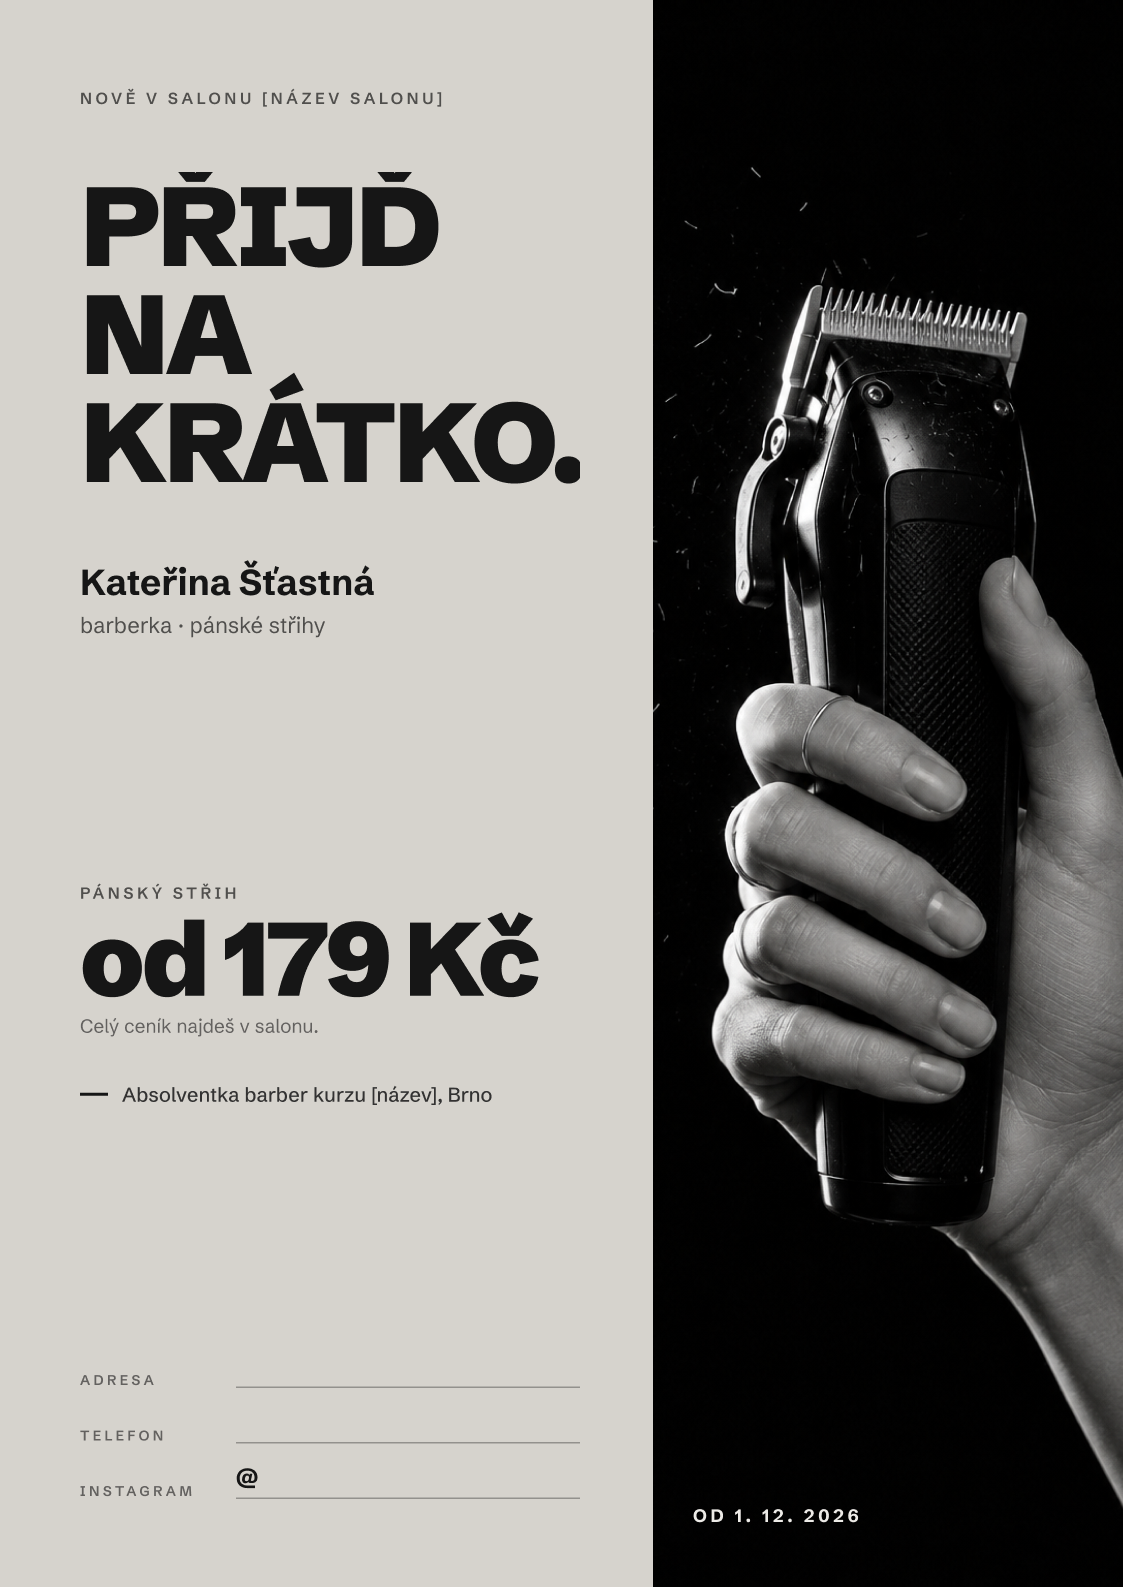 NOVĚ V SALONU [NÁZEV SALONU]
PŘIJĎ
NA
KRÁTKO.
Kateřina Šťastná
barberka · pánské střihy
PÁNSKÝ STŘIH
od 179 Kč
Celý ceník najdeš v salonu.
Absolventka barber kurzu [název], Brno
ADRESA
TELEFON
INSTAGRAM @
OD 1. 12. 2026